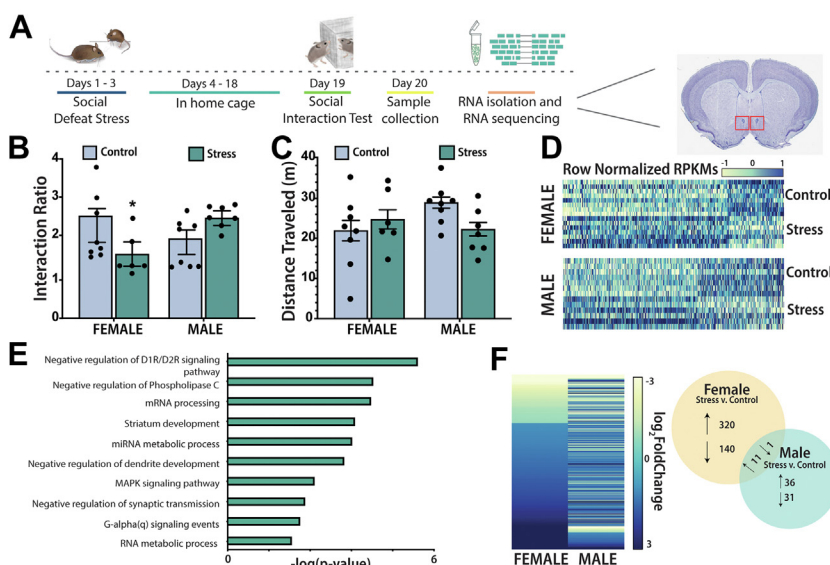 A
Days 1 - 3
Social
Defeat Stress
Days 4 - 18
In home cage
Day 19
Social
Interaction Test
Day 20
Sample
collection
RNA isolation and
RNA sequencing
B
Control
Stress
Interaction Ratio
4
3
2
1
0
*
FEMALE
MALE
C
Control
Stress
Distance Traveled (m)
40
30
20
10
0
FEMALE
MALE
D
Row Normalized RPKMs
-1
1
FEMALE
Control
Stress
MALE
Control
Stress
E
Negative regulation of D1R/D2R signaling
pathway
Negative regulation of Phospholipase C
mRNA processing
Striatum development
miRNA metabolic process
Negative regulation of dendrite development
MAPK signaling pathway
Negative regulation of synaptic transmission
G-alpha(q) signaling events
RNA metabolic process
0
6
-log(p-value)
F
-3
0
3
log2FoldChange
FEMALE
MALE
Female
Stress v. Control
320
140
11
1
Male
Stress v. Control
36
31